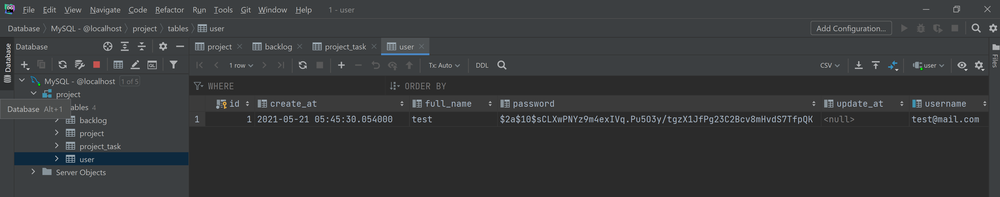 DG File Edit View Navigate Code Refactor Run Tools Git Window Help 1 - user
Database MySQL - @localhost project tables user Add Configuration...
Database
Database
project backlog project_task user
Files
QL
1 row Tx: Auto DDL CSV user
MySQL - @localhost 1 of 5
WHERE ORDER BY
project
ables 4
Database Alt+1
backlog
project
project_task
user
Server Objects
id create_at full_name password update_at username
1 1 2021-05-21 05:45:30.054000 test $2a$10$sCLXwPNYz9m4exIVq.Pu5O3y/tgzX1JfPg23C2Bcv8mHvdS7TfpQK <null> test@mail.com